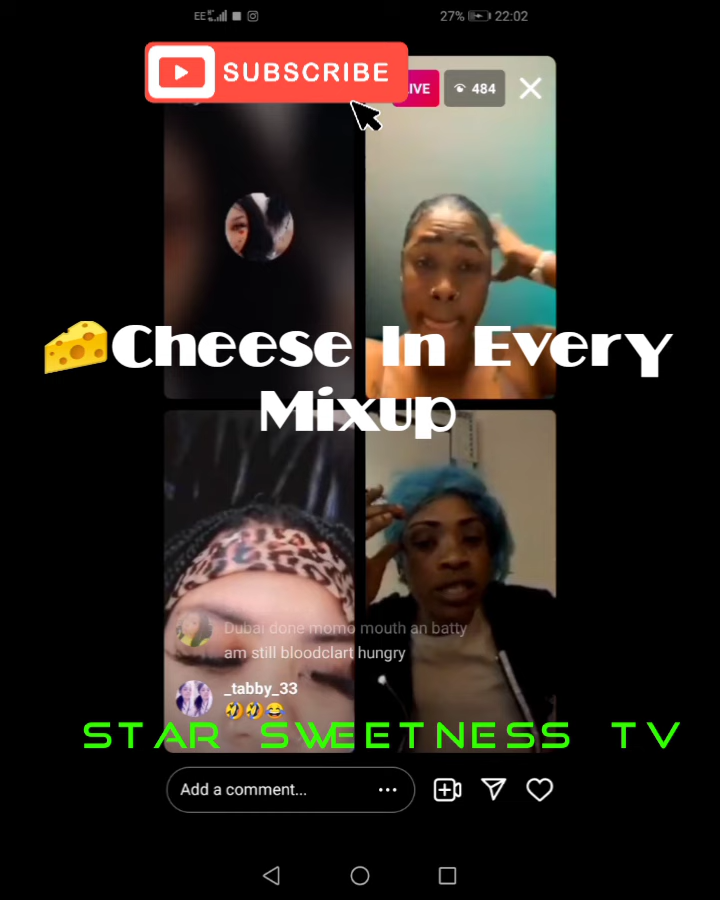 EE
27% 22:02
SUBSCRIBE
LIVE 484
🧀Cheese In Every
Mixup
Dubai done momo mouth an batty
am still bloodclart hungry
_tabby_33
🤣🤣😂
STAR SWEETNESS TV
Add a comment...